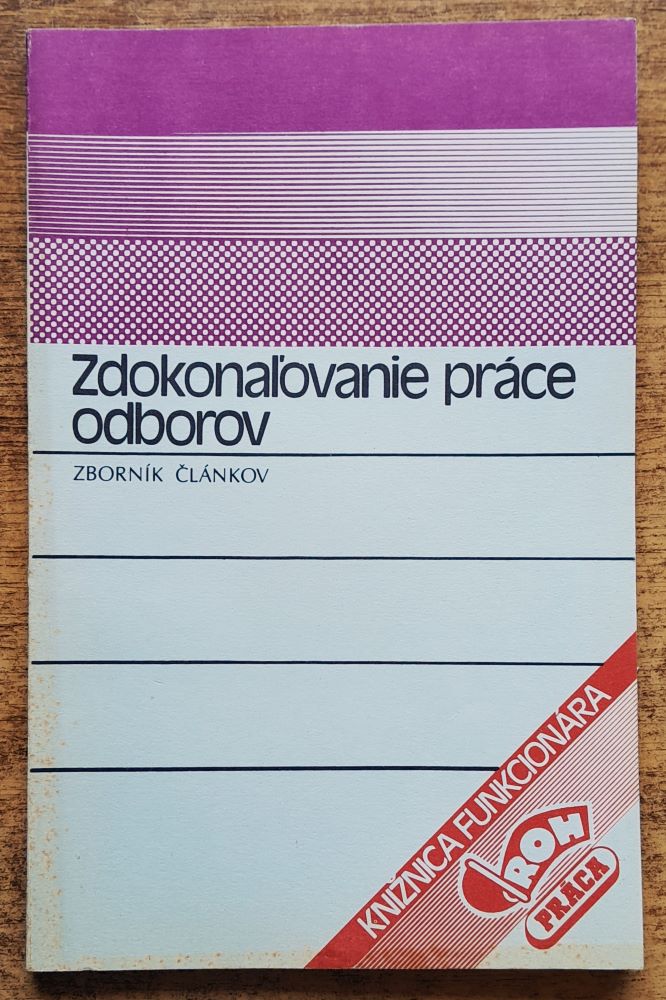 Zdokonaľovanie práce
odborov
ZBORNÍK ČLÁNKOV
KNIŽNICA FUNKCIONÁRA
ROH
PRÁCA